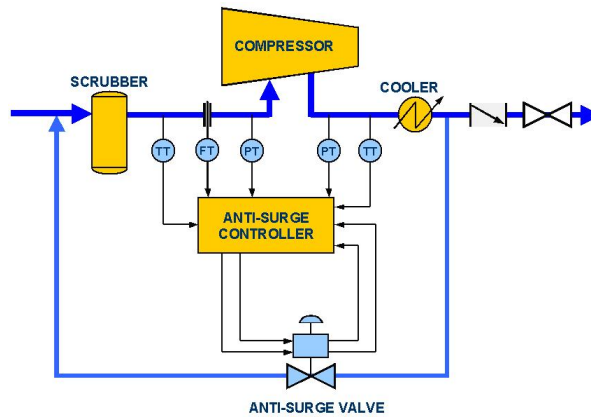 COMPRESSOR
SCRUBBER
COOLER
TT
FT
PT
PT
TT
ANTI-SURGE
CONTROLLER
ANTI-SURGE VALVE